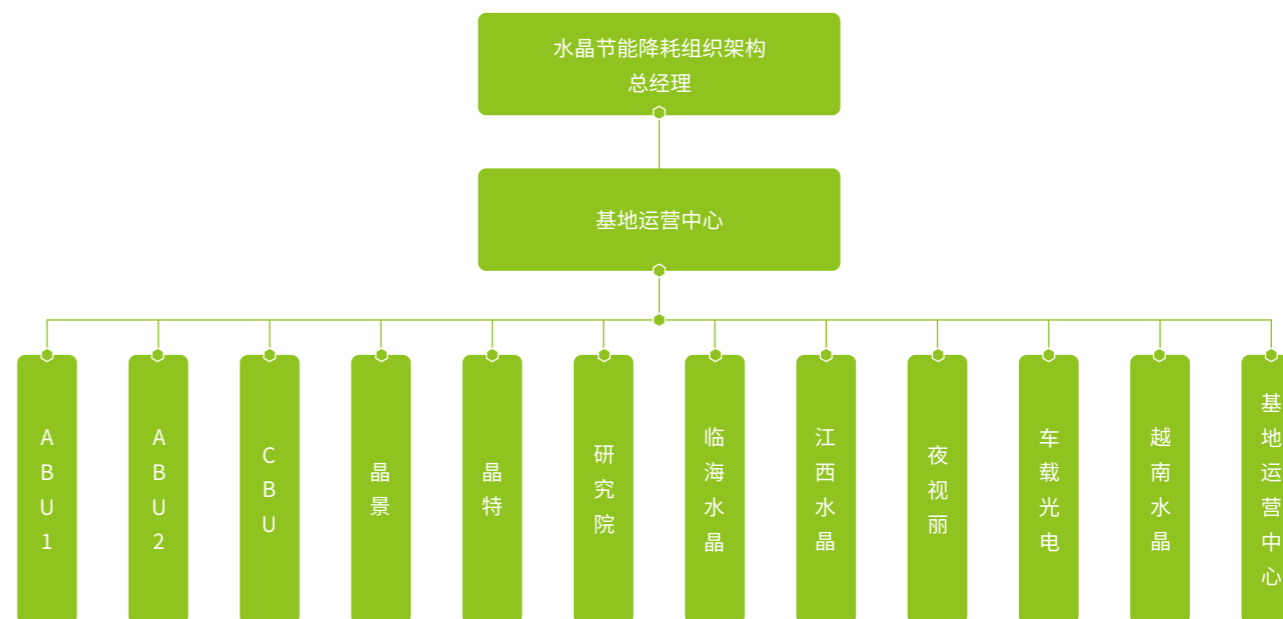 水晶节能降耗组织架构
总经理
基地运营中心
ABU1
ABU2
CBU
晶景
晶特
研究院
临海水晶
江西水晶
夜视丽
车载光电
越南水晶
基地运营中心